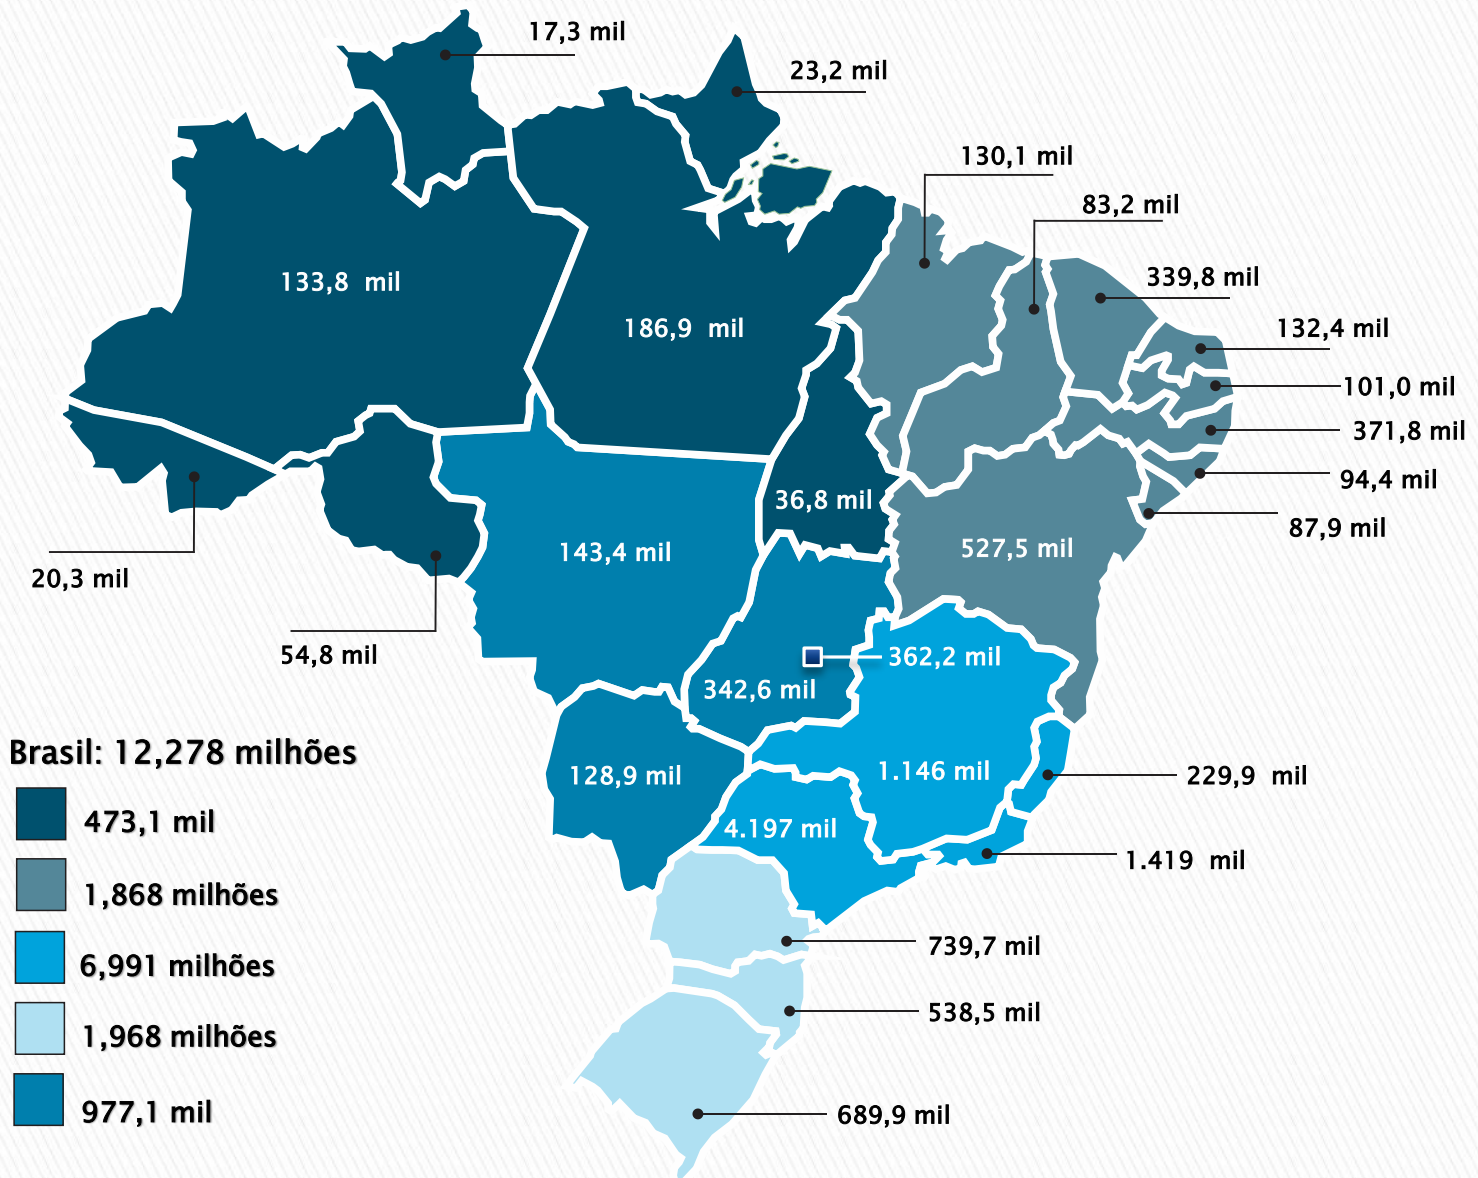 17,3 mil
23,2 mil
130,1 mil
83,2 mil
133,8 mil
339,8 mil
186,9 mil
132,4 mil
101,0 mil
371,8 mil
94,4 mil
36,8 mil
87,9 mil
143,4 mil
527,5 mil
20,3 mil
54,8 mil
362,2 mil
342,6 mil
Brasil: 12,278 milhões
128,9 mil
1.146 mil
229,9 mil
473,1 mil
4.197 mil
1.419 mil
1,868 milhões
739,7 mil
6,991 milhões
538,5 mil
1,968 milhões
977,1 mil
689,9 mil